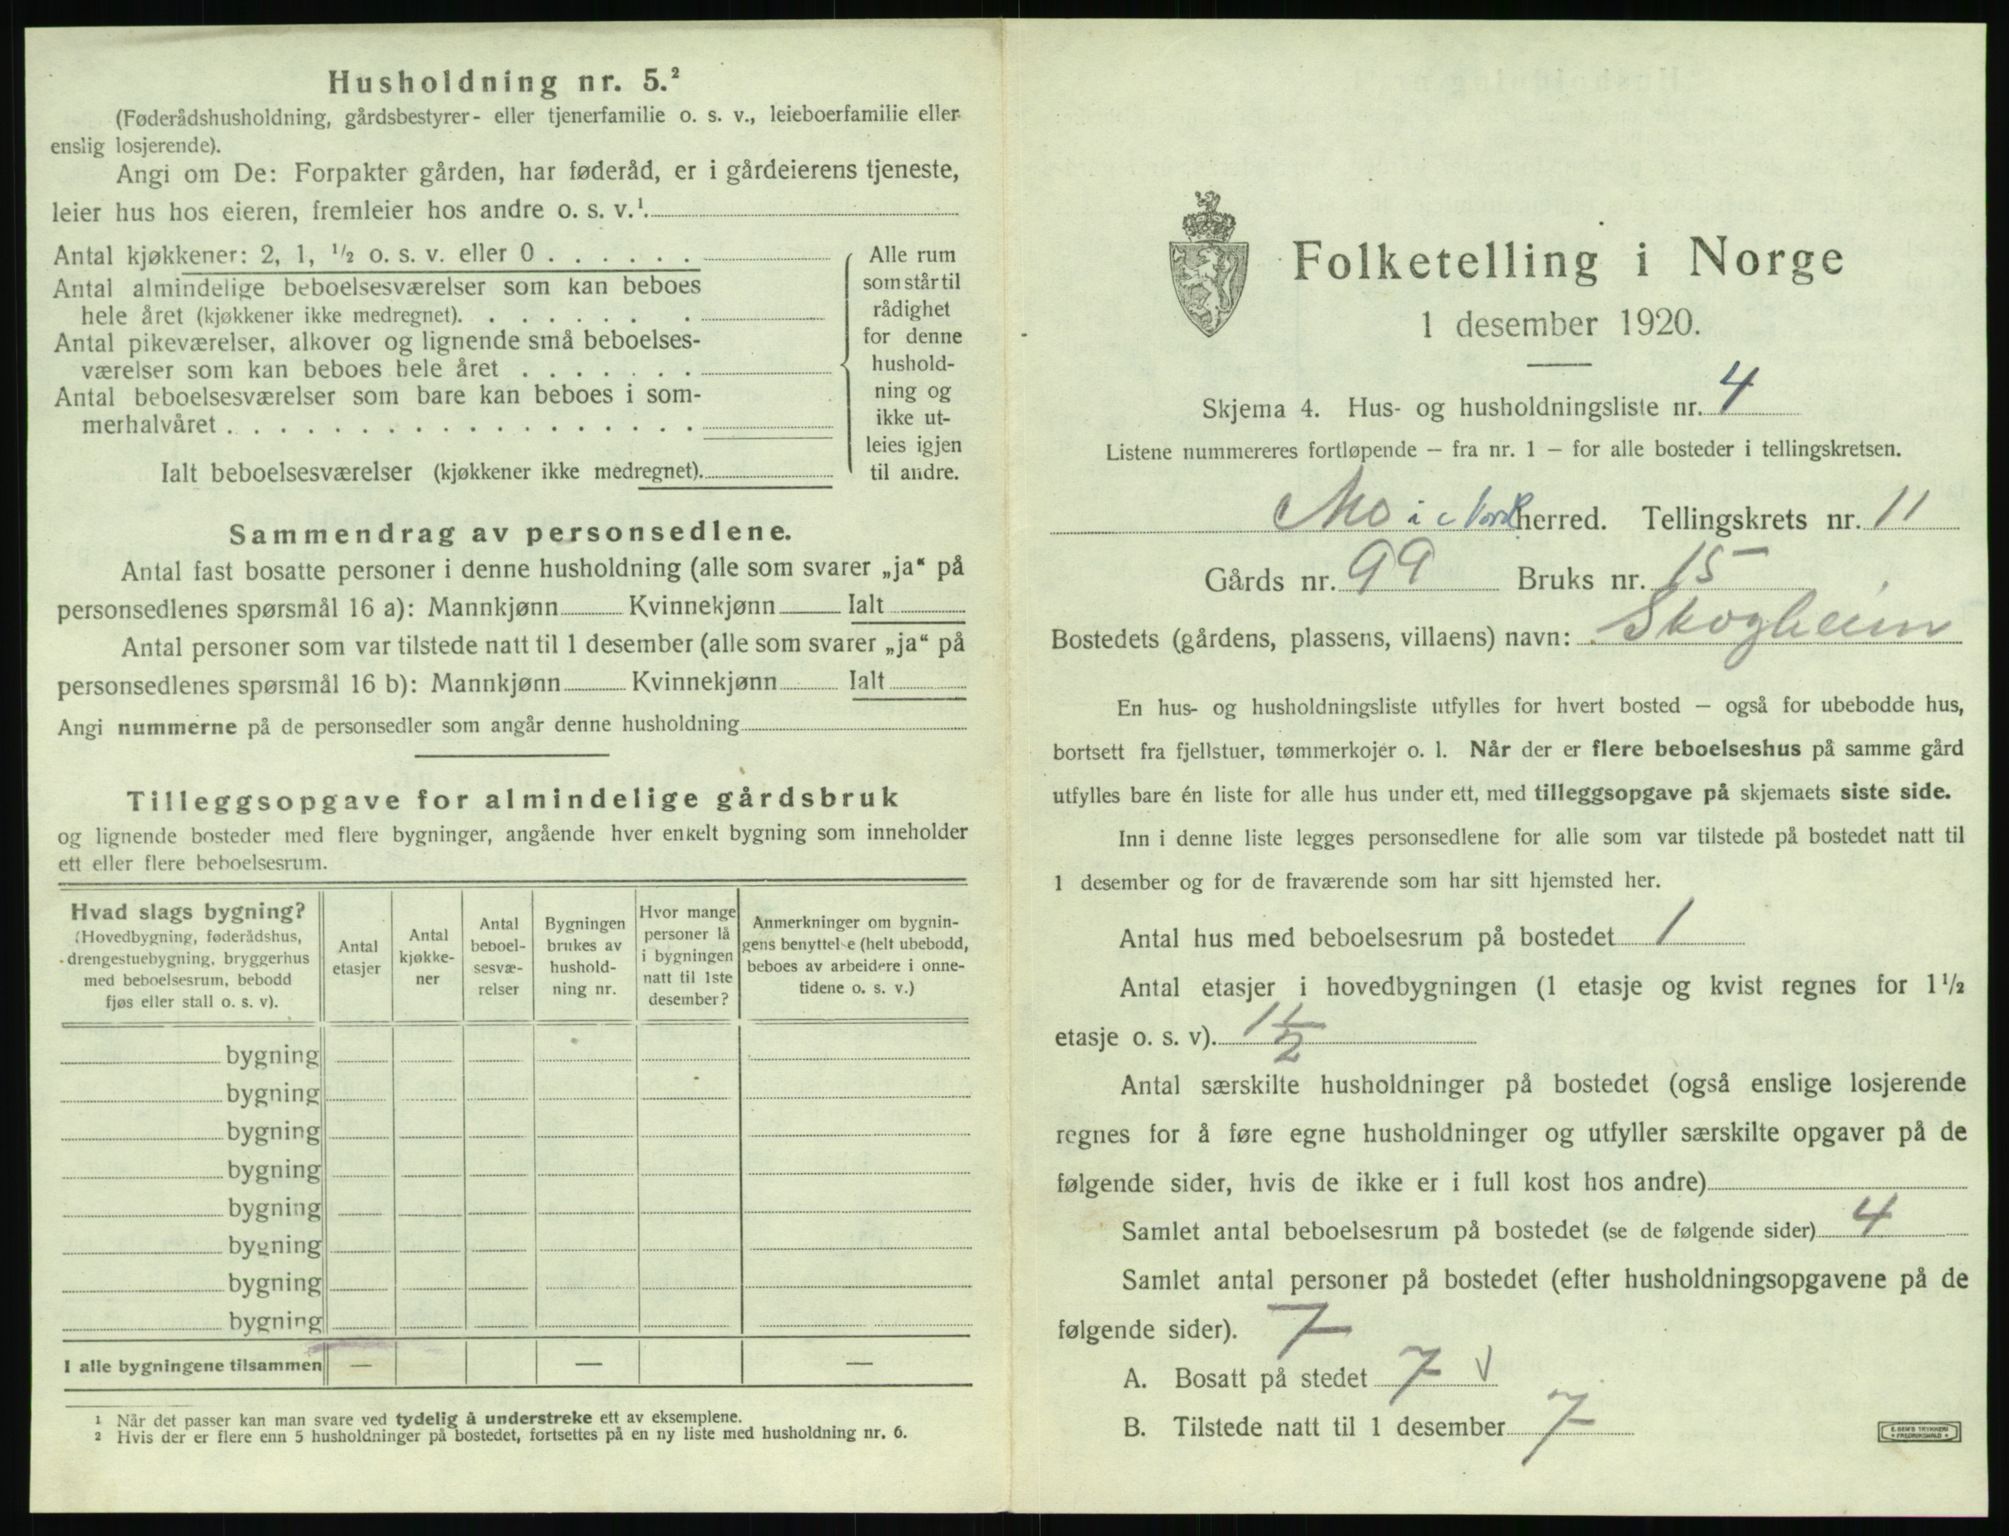 Husholdning nr. 5.²
(Føderådshusholdning, gårdsbestyrer- eller tjenerfamilie o. s. v., leieboerfamilie eller
enslig losjerende).
Angi om De: Forpakter gården, har føderåd, er i gårdeierens tjeneste,
leier hus hos eieren, fremleier hos andre o. s. v.¹
Antal kjøkkener: 2, 1, ½ o. s. v. eller 0 . . . . . .
Antal almindelige beboelsesværelser som kan beboes
hele året (kjøkkener ikke medregnet). . . . . . . .
Antal pikeværelser, alkover og lignende små beboelses-
værelser som kan beboes hele året . . . . . . .
Antal beboelsesværelser som bare kan beboes i som-
merhalvåret . . . . . . . . . . . . . . . . . .
Ialt beboelsesværelser (kjøkkener ikke medregnet).
Alle rum
som står til
rådighet
for denne
hushold-
ning og
ikke ut-
leies igjen
til andre.
Sammendrag av personsedlene.
Antal fast bosatte personer i denne husholdning (alle som svarer „ja“ på
personsedlenes spørsmål 16 a): Mannkjønn Kvinnekjønn Ialt
Antal personer som var tilstede natt til 1 desember (alle som svarer „ja“ på
personsedlenes spørsmål 16 b): Mannkjønn Kvinnekjønn Ialt
Angi nummerne på de personsedler som angår denne husholdning
Tilleggsopgave for almindelige gårdsbruk
og lignende bosteder med flere bygninger, angående hver enkelt bygning som inneholder
ett eller flere beboelsesrum.
Hvad slags bygning?
(Hovedbygning, føderådshus,
drengestuebygning, bryggerhus
med beboelsesrum, bebodd
fjøs eller stall o. s. v).
Antal
etasjer
Antal
kjøkke-
ner
Antal
beboel-
sesvæ-
relser
Bygningen
brukes av
hushold-
ning nr.
Hvor mange
personer lå
i bygningen
natt til 1ste
desember?
Anmerkninger om bygnin-
gens benyttelse (helt ubebodd,
beboes av arbeidere i onne-
tidene o. s. v.)
bygning
bygning
bygning
bygning
bygning
bygning
bygning
bygning
I alle bygningene tilsammen — — —
¹ Når det passer kan man svare ved tydelig å understreke ett av eksemplene.
² Hvis der er flere enn 5 husholdninger på bostedet, fortsettes på en ny liste med husholdning nr. 6.
Folketelling i Norge
1 desember 1920.
Skjema 4. Hus- og husholdningsliste nr. 4
Listene nummereres fortløpende – fra nr. 1 – for alle bosteder i tellingskretsen.
Mo i Nord herred. Tellingskrets nr. 11
Gårds nr. 99 Bruks nr. 15
Bostedets (gårdens, plassens, villaens) navn: Skogheim
En hus- og husholdningsliste utfylles for hvert bosted – også for ubebodde hus,
bortsett fra fjellstuer, tømmerkojer o. l. Når der er flere beboelseshus på samme gård
utfylles bare én liste for alle hus under ett, med tilleggsopgave på skjemaets siste side.
Inn i denne liste legges personsedlene for alle som var tilstede på bostedet natt til
1 desember og for de fraværende som har sitt hjemsted her.
Antal hus med beboelsesrum på bostedet 1
Antal etasjer i hovedbygningen (1 etasje og kvist regnes for 1½
etasje o. s. v). 1½
Antal særskilte husholdninger på bostedet (også enslige losjerende
regnes for å føre egne husholdninger og utfyller særskilte opgaver på de
følgende sider, hvis de ikke er i full kost hos andre)
Samlet antal beboelsesrum på bostedet (se de følgende sider) 4
Samlet antal personer på bostedet (efter husholdningsopgavene på de
følgende sider). 7
A. Bosatt på stedet 7 V
B. Tilstede natt til 1 desember 7